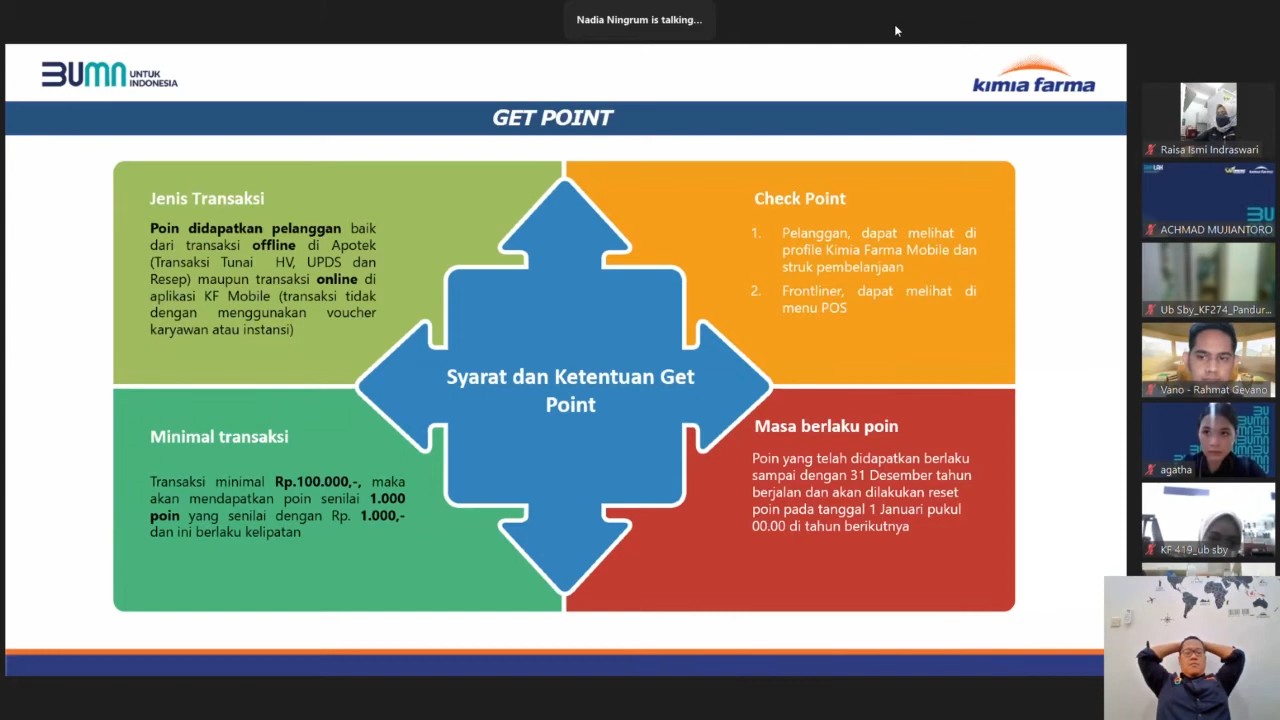 Nadia Ningrum is talking...
BUMN UNTUK
INDONESIA
kimia farma
GET POINT
Jenis Transaksi
Poin didapatkan pelanggan baik
dari transaksi offline di Apotek
(Transaksi Tunai HV, UPDS dan
Resep) maupun transaksi online di
aplikasi KF Mobile (transaksi tidak
dengan menggunakan voucher
karyawan atau instansi)
Check Point
1. Pelanggan, dapat melihat di
profile Kimia Farma Mobile dan
struk pembelanjaan
2. Frontliner, dapat melihat di
menu POS
Syarat dan Ketentuan Get
Point
Minimal transaksi
Transaksi minimal Rp.100.000,-, maka
akan mendapatkan poin senilai 1.000
poin yang senilai dengan Rp. 1.000,-
dan ini berlaku kelipatan
Masa berlaku poin
Poin yang telah didapatkan berlaku
sampai dengan 31 Desember tahun
berjalan dan akan dilakukan reset
poin pada tanggal 1 Januari pukul
00.00 di tahun berikutnya
Raisa Ismi Indraswari
ACHMAD MUJIANTORO
Ub Sby_KF274_Pandur...
Vano - Rahmat Gevano
agatha
KF 419_ub sby